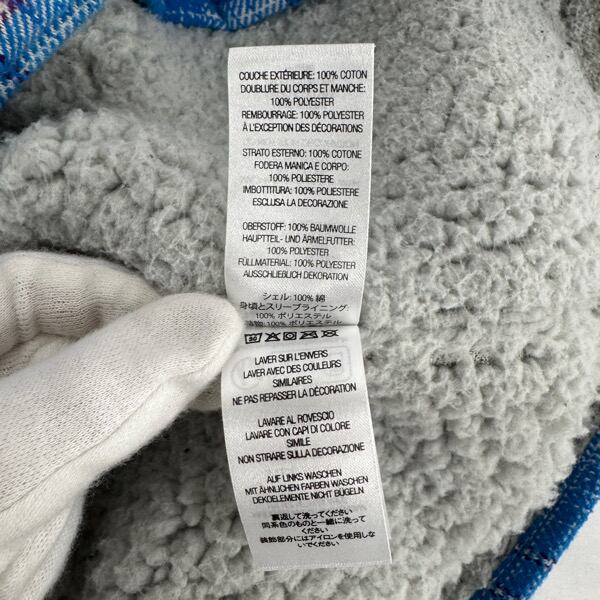 COUCHE EXTÉRIEURE: 100% COTON
DOUBLURE DU CORPS ET MANCHE:
100% POLYESTER
REMBOURRAGE: 100% POLYESTER
À L'EXCEPTION DES DÉCORATIONS
STRATO ESTERNO: 100% COTONE
FODERA MANICA E CORPO:
100% POLIESTERE
IMBOTTITURA: 100% POLIESTERE
ESCLUSA LA DECORAZIONE
OBERSTOFF: 100% BAUMWOLLE
HAUPTTEIL- UND ÄRMELFUTTER:
100% POLYESTER
FÜLLMATERIAL: 100% POLYESTER
AUSSCHLIEßLICH DEKORATION
シェル: 100% 綿
身頃とスリーブライニング:
100% ポリエステル
100% ポリエステル
LAVER SUR L'ENVERS
LAVER AVEC DES COULEURS
SIMILAIRES
NE PAS REPASSER LA DÉCORATION
LAVARE AL ROVESCIO
LAVARE CON CAPI DI COLORE
SIMILE
NON STIRARE SULLA DECORAZIONE
AUF LINKS WASCHEN
MIT ÄHNLICHEN FARBEN WASCHEN
DEKOELEMENTE NICHT BÜGELN
裏返して洗ってください
同系色のものと一緒に洗ってください
装飾部分にはアイロンを使用しな
いでください